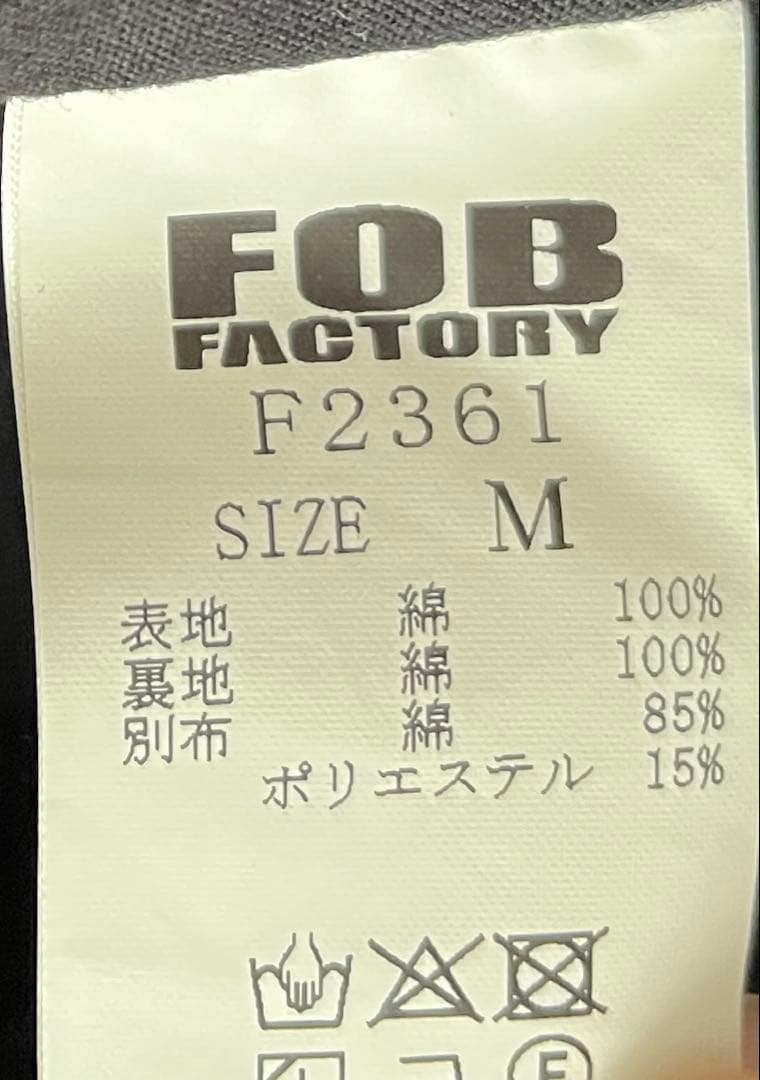 FOB
FACTORY
F2361
SIZE M
表地 綿 100%
裏地 綿 100%
別布 綿 85%
ポリエステル 15%
F